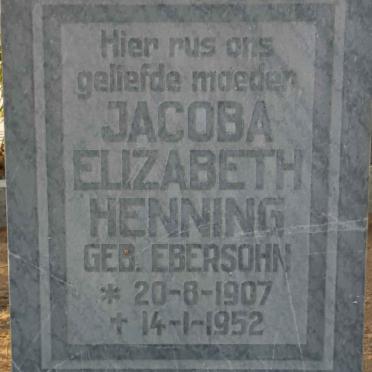 Hier rus ons
geliefde moeder
JACOBA
ELIZABETH
HENNING
GEB. EBERSOHN
* 20-8-1907
† 14-1-1952